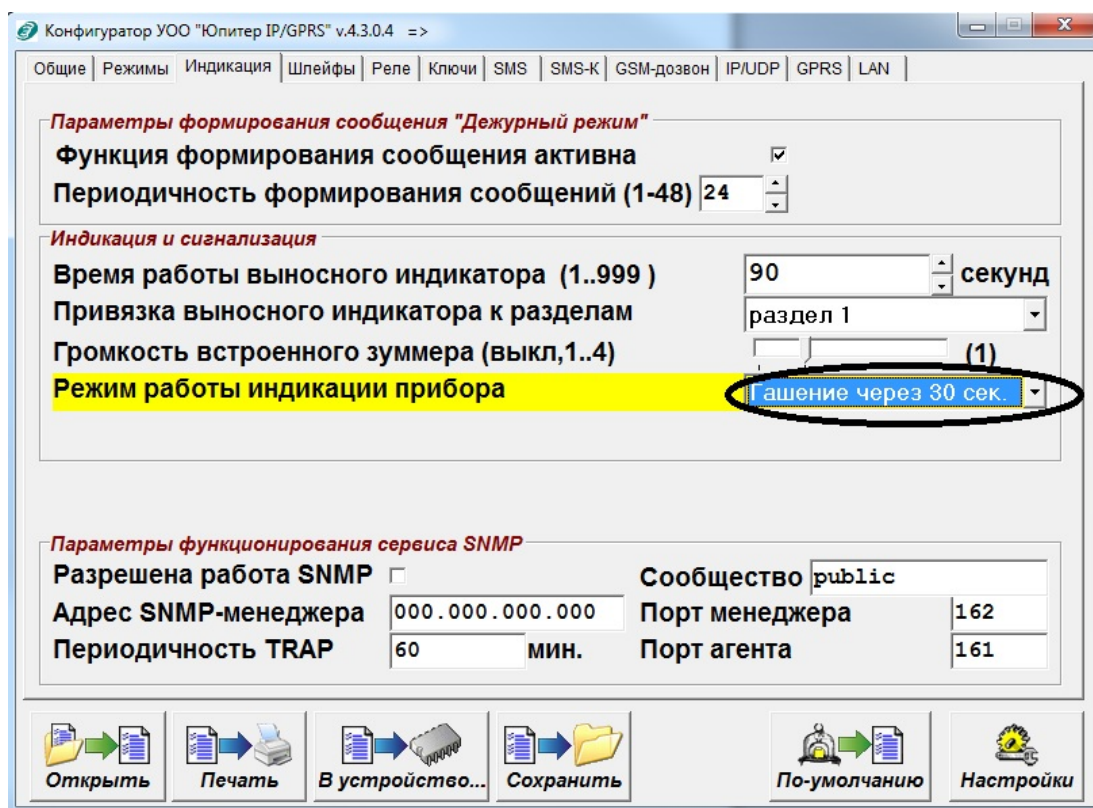 Конфигуратор УОО "Юпитер IP/GPRS" v.4.3.0.4 =>
Общие Режимы Индикация Шлейфы Реле Ключи SMS SMS-K GSM-дозвон IP/UDP GPRS LAN
Параметры формирования сообщения "Дежурный режим"
Функция формирования сообщения активна
Периодичность формирования сообщений (1-48) 24
Индикация и сигнализация
Время работы выносного индикатора (1..999 ) 90 секунд
Привязка выносного индикатора к разделам раздел 1
Громкость встроенного зуммера (выкл,1..4) (1)
Режим работы индикации прибора Гашение через 30 сек.
Параметры функционирования сервиса SNMP
Разрешена работа SNMP Сообщество public
Адрес SNMP-менеджера 000.000.000.000 Порт менеджера 162
Периодичность TRAP 60 мин. Порт агента 161
Открыть Печать В устройство... Сохранить По-умолчанию Настройки